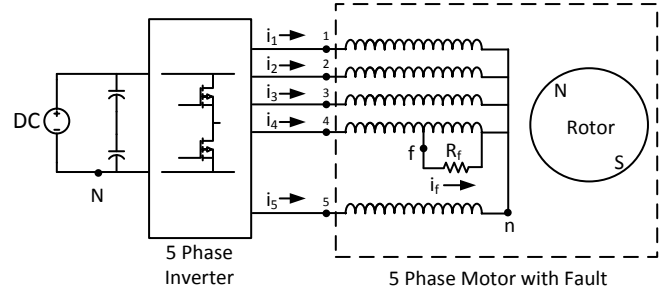 i1 1
i2 2
i3 3
i4 4
DC
+
−
f
Rf
if
N
Rotor
S
N
i5 5
n
5 Phase
Inverter
5 Phase Motor with Fault